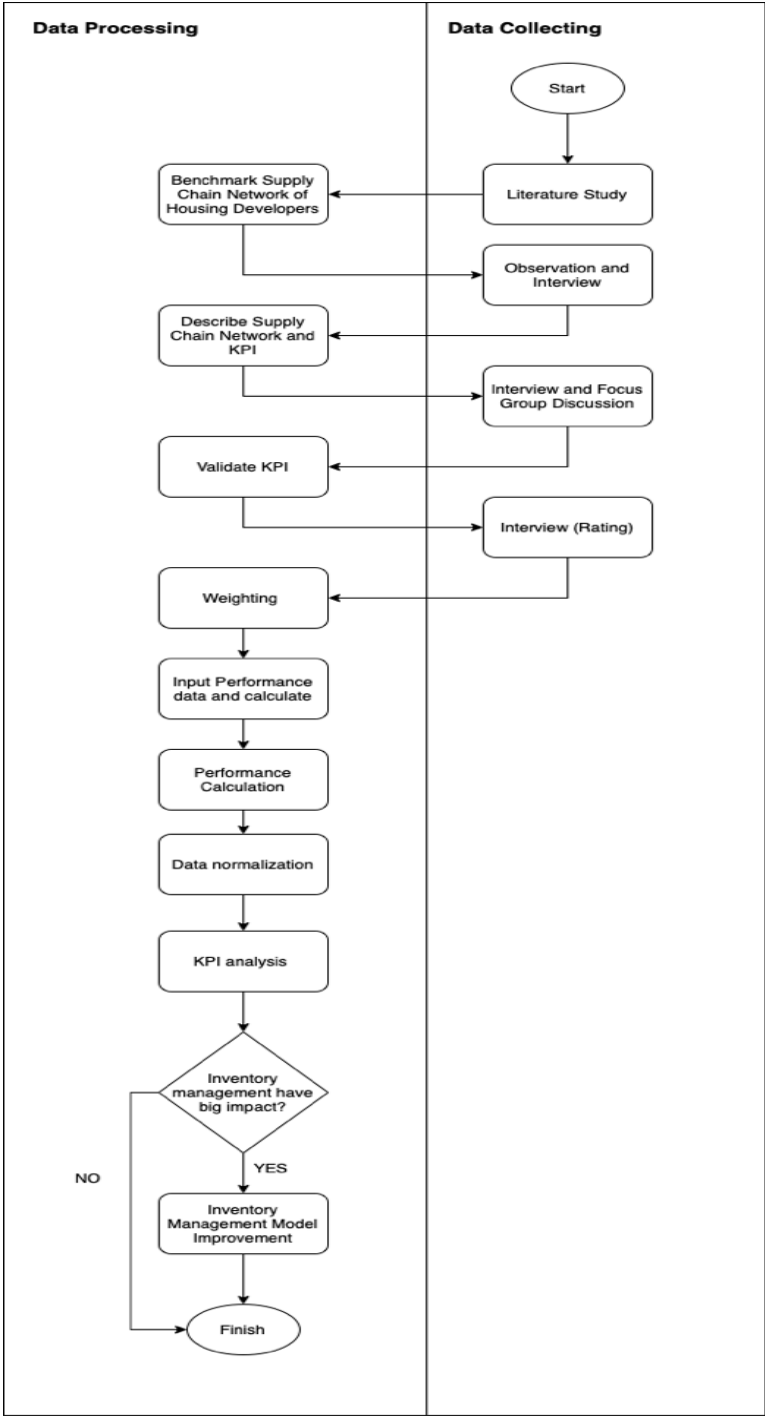 Data Processing
Data Collecting
Start
Literature Study
Benchmark Supply
Chain Network of
Housing Developers
Observation and
Interview
Describe Supply
Chain Network and
KPI
Interview and Focus
Group Discussion
Validate KPI
Interview (Rating)
Weighting
Input Performance
data and calculate
Performance
Calculation
Data normalization
KPI analysis
Inventory
management have
big impact?
NO
YES
Inventory
Management Model
Improvement
Finish